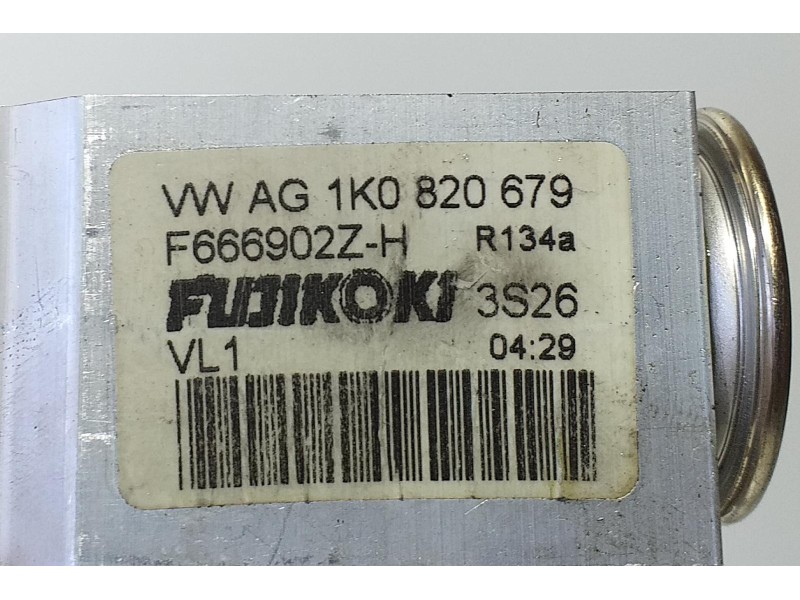 VW AG 1K0 820 679
F666902Z-H R134a
FUJIKOKI 3S26
VL1 04:29